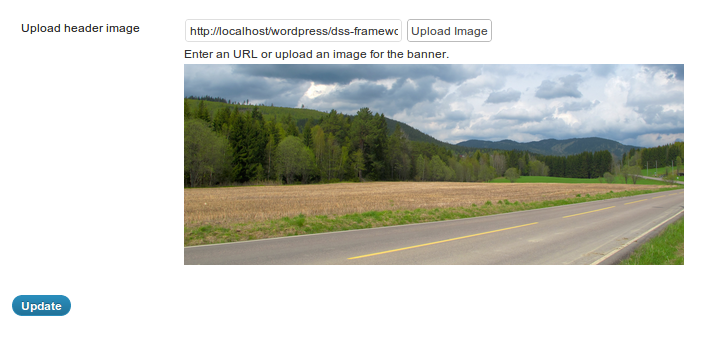 Upload header image
http://localhost/wordpress/dss-framewo
Upload Image
Enter an URL or upload an image for the banner.
Update